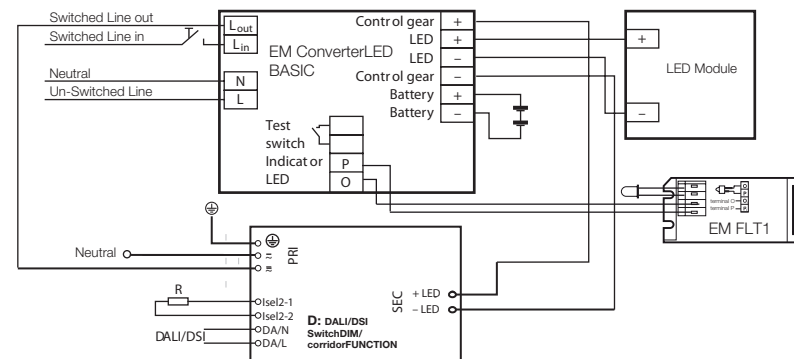 Switched Line out
Switched Line in
Neutral
Un-Switched Line
Lout
Lin
N
L
EM ConverterLED
BASIC
Control gear +
LED +
LED –
Control gear –
Battery +
Battery –
Test
switch
Indicator
LED
P
O
+
LED Module
–
O
P
terminal O
O
terminal P
P
EM FLT1
Neutral
PRI
R
Isel2-1
Isel2-2
DALI/DSI
DA/N
DA/L
D: DALI/DSI
SwitchDIM/
corridorFUNCTION
SEC
+ LED
– LED